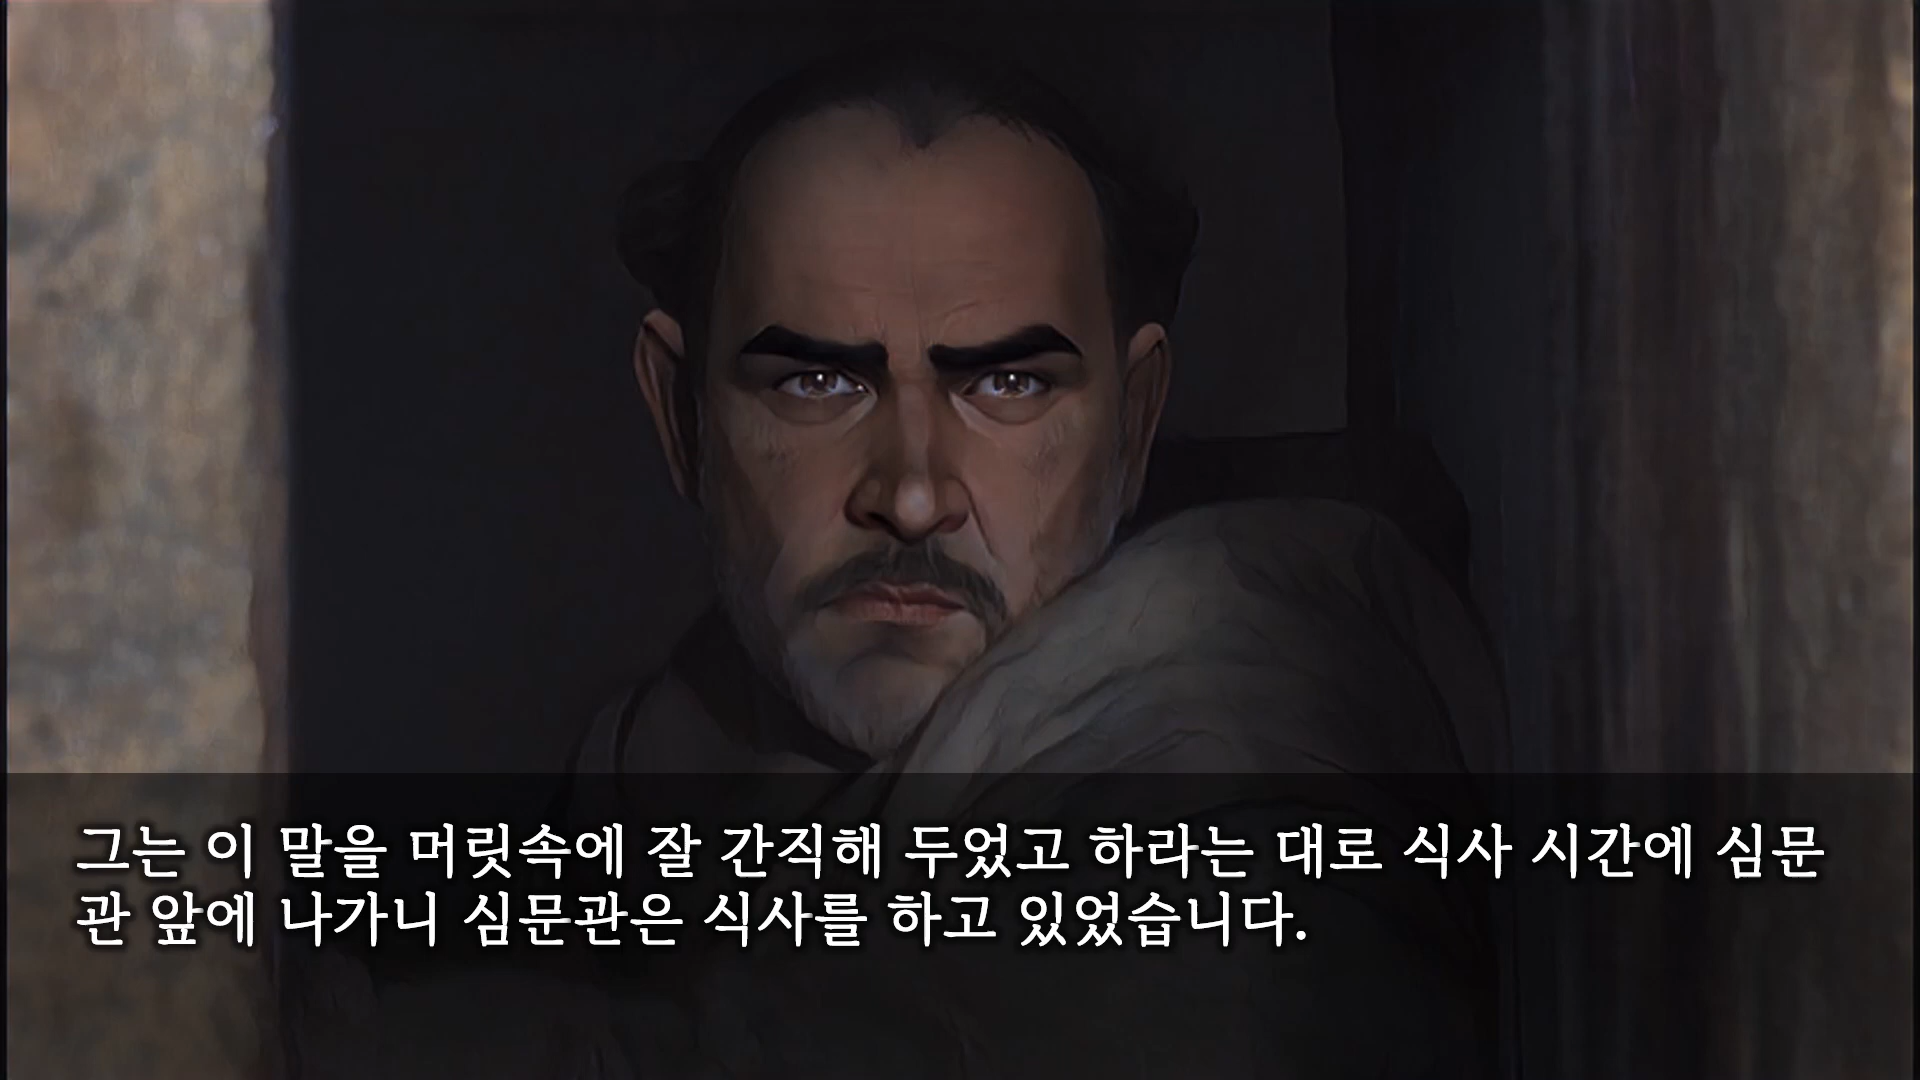 그는 이 말을 머릿속에 잘 간직해 두었고 하라는 대로 식사 시간에 심문
관 앞에 나가니 심문관은 식사를 하고 있었습니다.